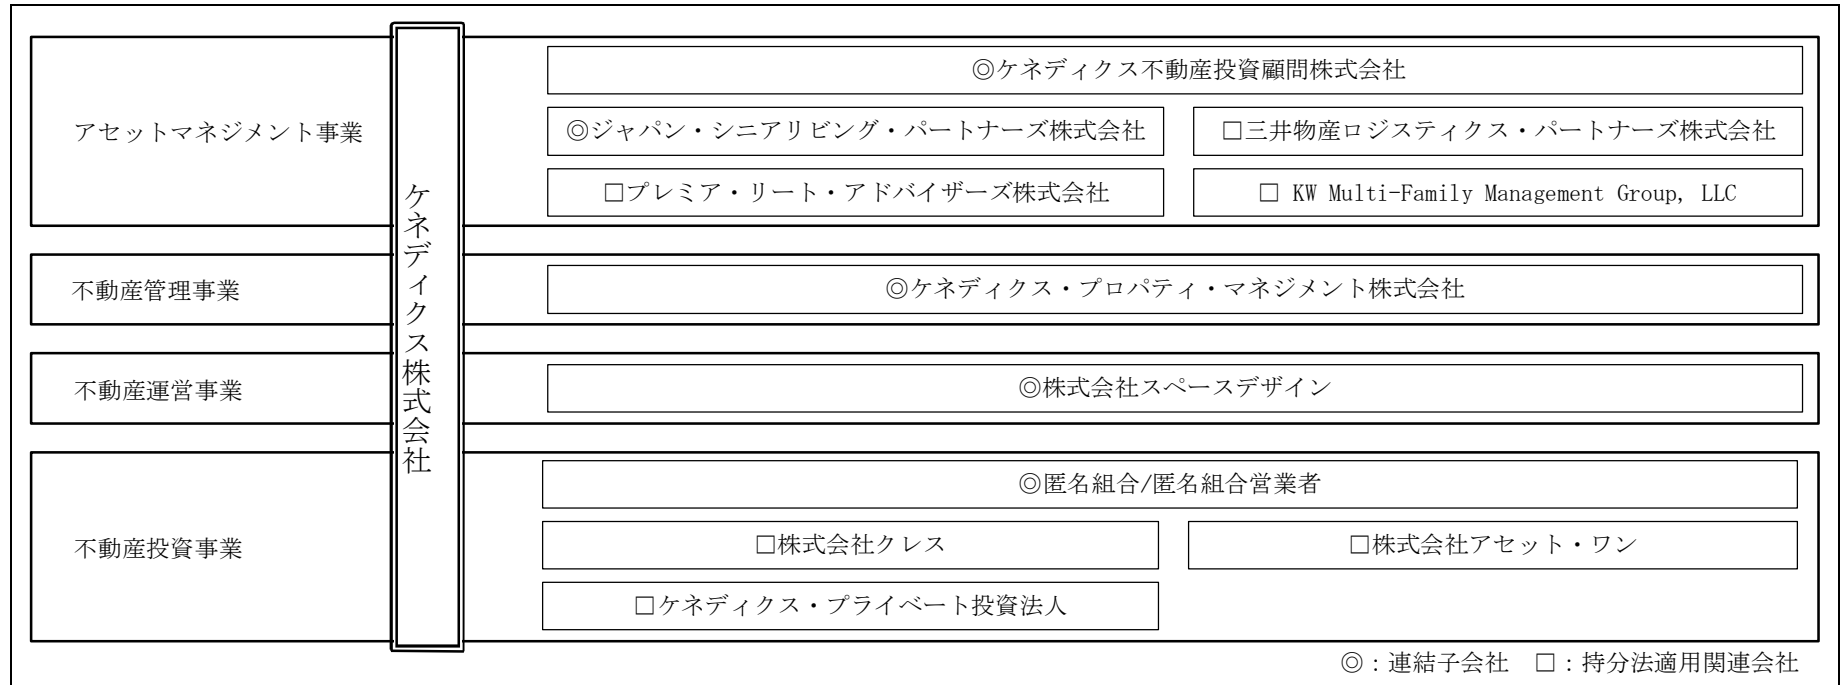 アセットマネジメント事業
ケネディクス株式会社
◎ケネディクス不動産投資顧問株式会社
◎ジャパン・シニアリビング・パートナーズ株式会社
□三井物産ロジスティクス・パートナーズ株式会社
□プレミア・リート・アドバイザーズ株式会社
□ KW Multi-Family Management Group, LLC
不動産管理事業
◎ケネディクス・プロパティ・マネジメント株式会社
不動産運営事業
◎株式会社スペースデザイン
不動産投資事業
◎匿名組合/匿名組合営業者
□株式会社クレス
□株式会社アセット・ワン
□ケネディクス・プライベート投資法人
◎：連結子会社　□：持分法適用関連会社